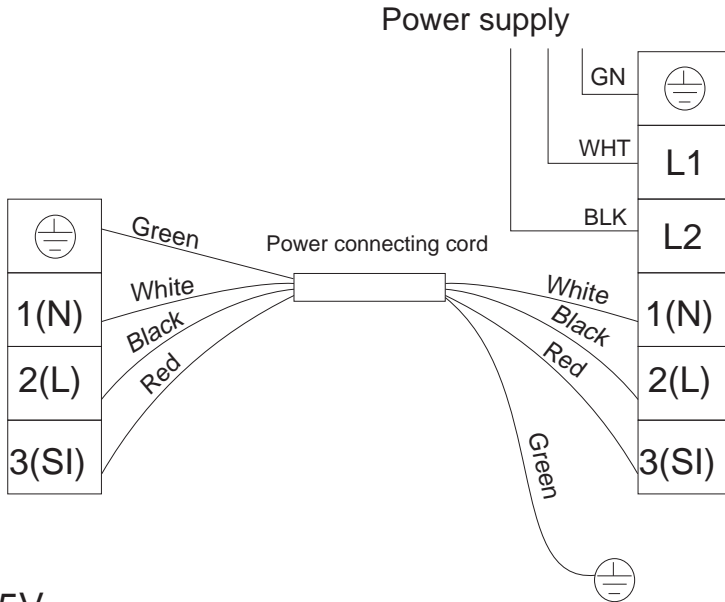 Power supply
GN
WHT
L1
BLK
L2
Green
Power connecting cord
White
White
1(N)
1(N)
Black
Black
Red
Red
2(L)
2(L)
3(SI)
3(SI)
Green
5V